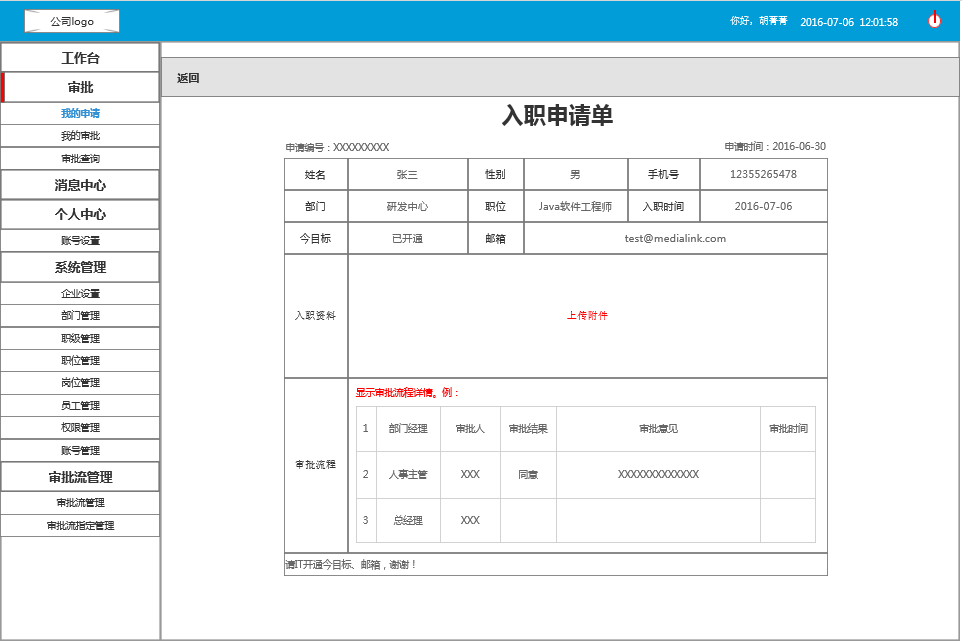 公司logo
你好，胡菁菁 2016-07-06 12:01:58
工作台
审批
我的申请
我的审批
审批查询
消息中心
个人中心
账号设置
系统管理
企业设置
部门管理
职级管理
职位管理
岗位管理
员工管理
权限管理
账号管理
审批流管理
审批流管理
审批流指定管理
返回
入职申请单
申请编号：XXXXXXXXX 申请时间：2016-06-30
姓名 张三 性别 男 手机号 12355265478
部门 研发中心 职位 Java软件工程师 入职时间 2016-07-06
今目标 已开通 邮箱 test@medialink.com
入职资料 上传附件
审批流程
显示审批流程详情。例：
1 部门经理 审批人 审批结果 审批意见 审批时间
2 人事主管 XXX 同意 XXXXXXXXXXXXXX
3 总经理 XXX
请IT开通今目标、邮箱，谢谢！